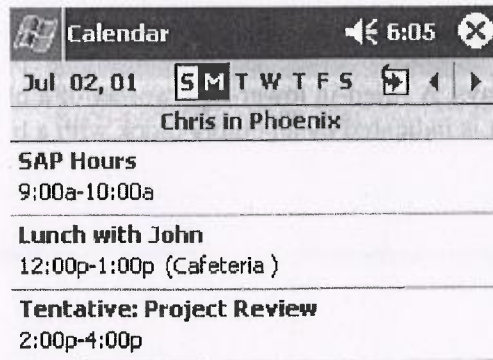 Calendar 6:05
Jul 02, 01 S M T W T F S
Chris in Phoenix
SAP Hours
9:00a-10:00a
Lunch with John
12:00p-1:00p (Cafeteria )
Tentative: Project Review
2:00p-4:00p